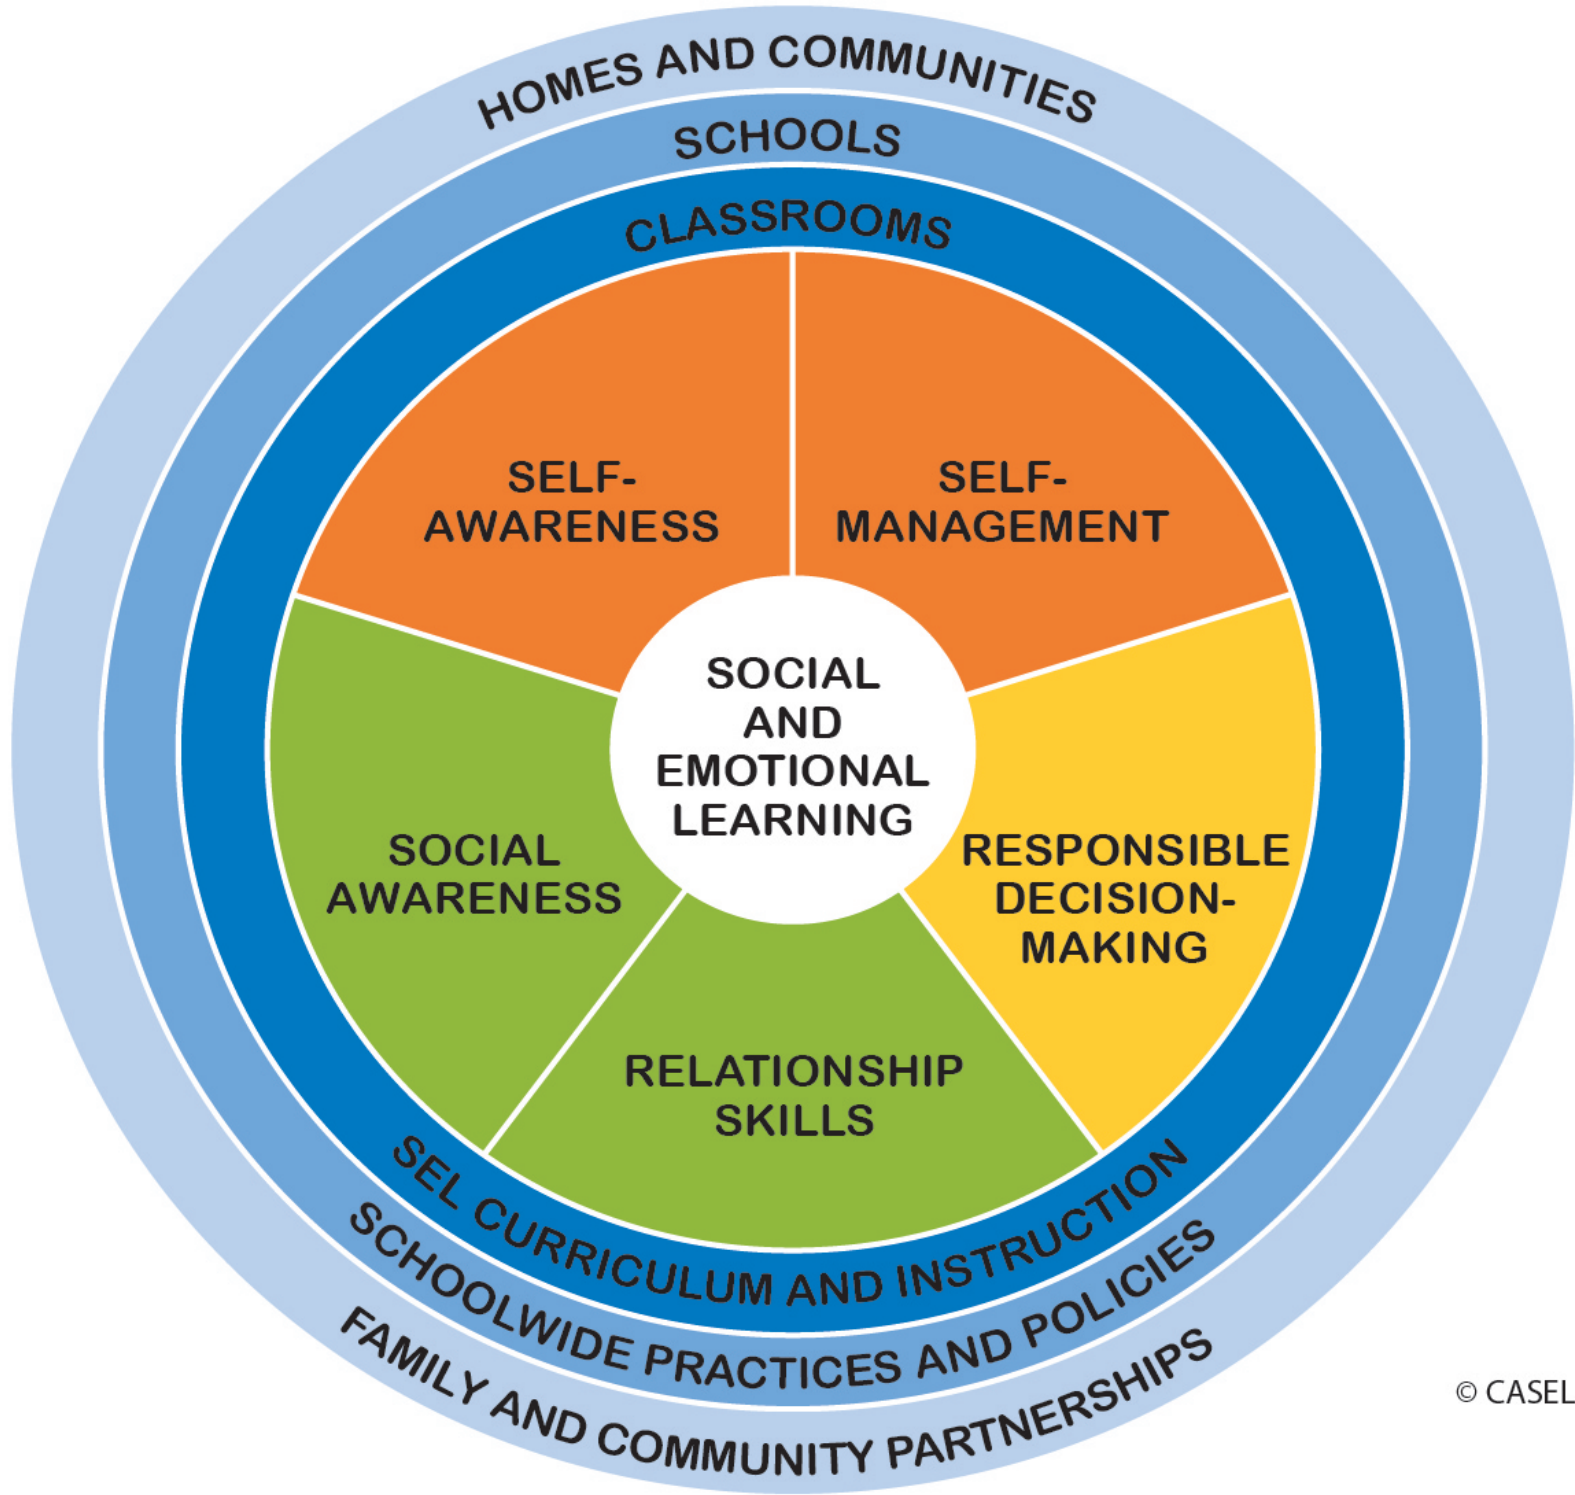 HOMES AND COMMUNITIES
SCHOOLS
CLASSROOMS
SELF-
AWARENESS
SELF-
MANAGEMENT
SOCIAL
AND
EMOTIONAL
LEARNING
SOCIAL
AWARENESS
RESPONSIBLE
DECISION-
MAKING
RELATIONSHIP
SKILLS
SEL CURRICULUM AND INSTRUCTION
SCHOOLWIDE PRACTICES AND POLICIES
FAMILY AND COMMUNITY PARTNERSHIPS
© CASEL